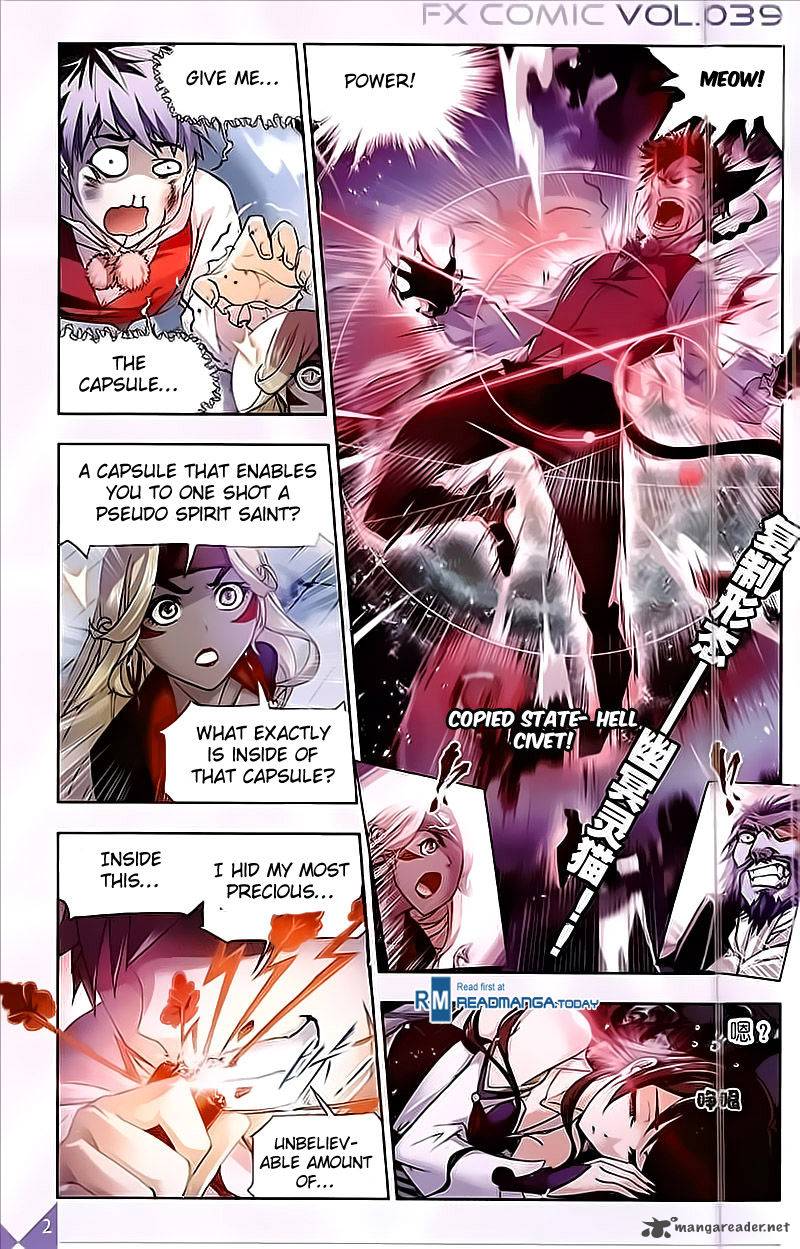 FX COMIC VOL.039
GIVE ME...
THE
CAPSULE...
POWER!
MEOW!
复制形态——幽冥灵猫！！
COPIED STATE- HELL
CIVET!
A CAPSULE THAT ENABLES
YOU TO ONE SHOT A
PSEUDO SPIRIT SAINT?
WHAT EXACTLY
IS INSIDE OF
THAT CAPSULE?
INSIDE
THIS...
I HID MY MOST
PRECIOUS...
UNBELIEV-
ABLE AMOUNT
OF...
Read first at
RM READMANGA.TODAY
嗯？
2
mangareader.net